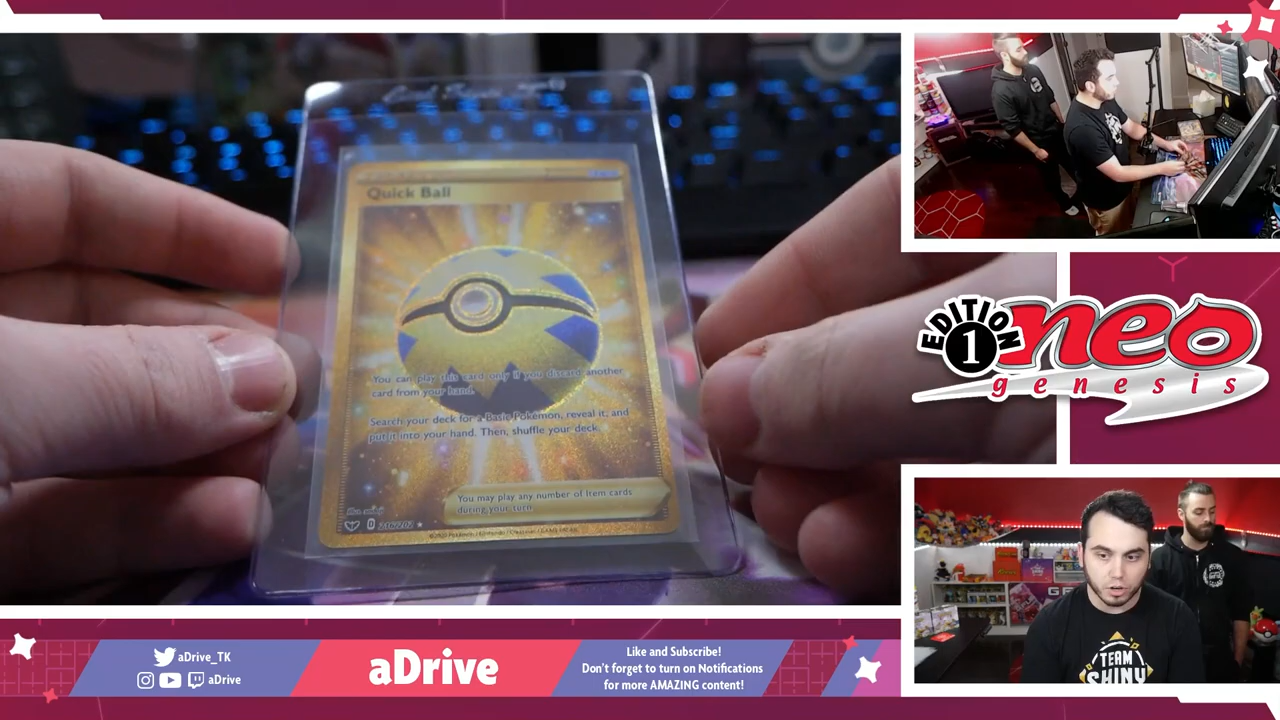 Quick Ball
You can play this card only if you discard another
card from your hand.
Search your deck for a Basic Pokémon, reveal it, and
put it into your hand. Then, shuffle your deck.
You may play any number of Item cards
during your turn.
216/202
EDITION
1
neo
genesis
TEAM
SHINY
aDrive_TK
aDrive
aDrive
Like and Subscribe!
Don't forget to turn on Notifications
for more AMAZING content!